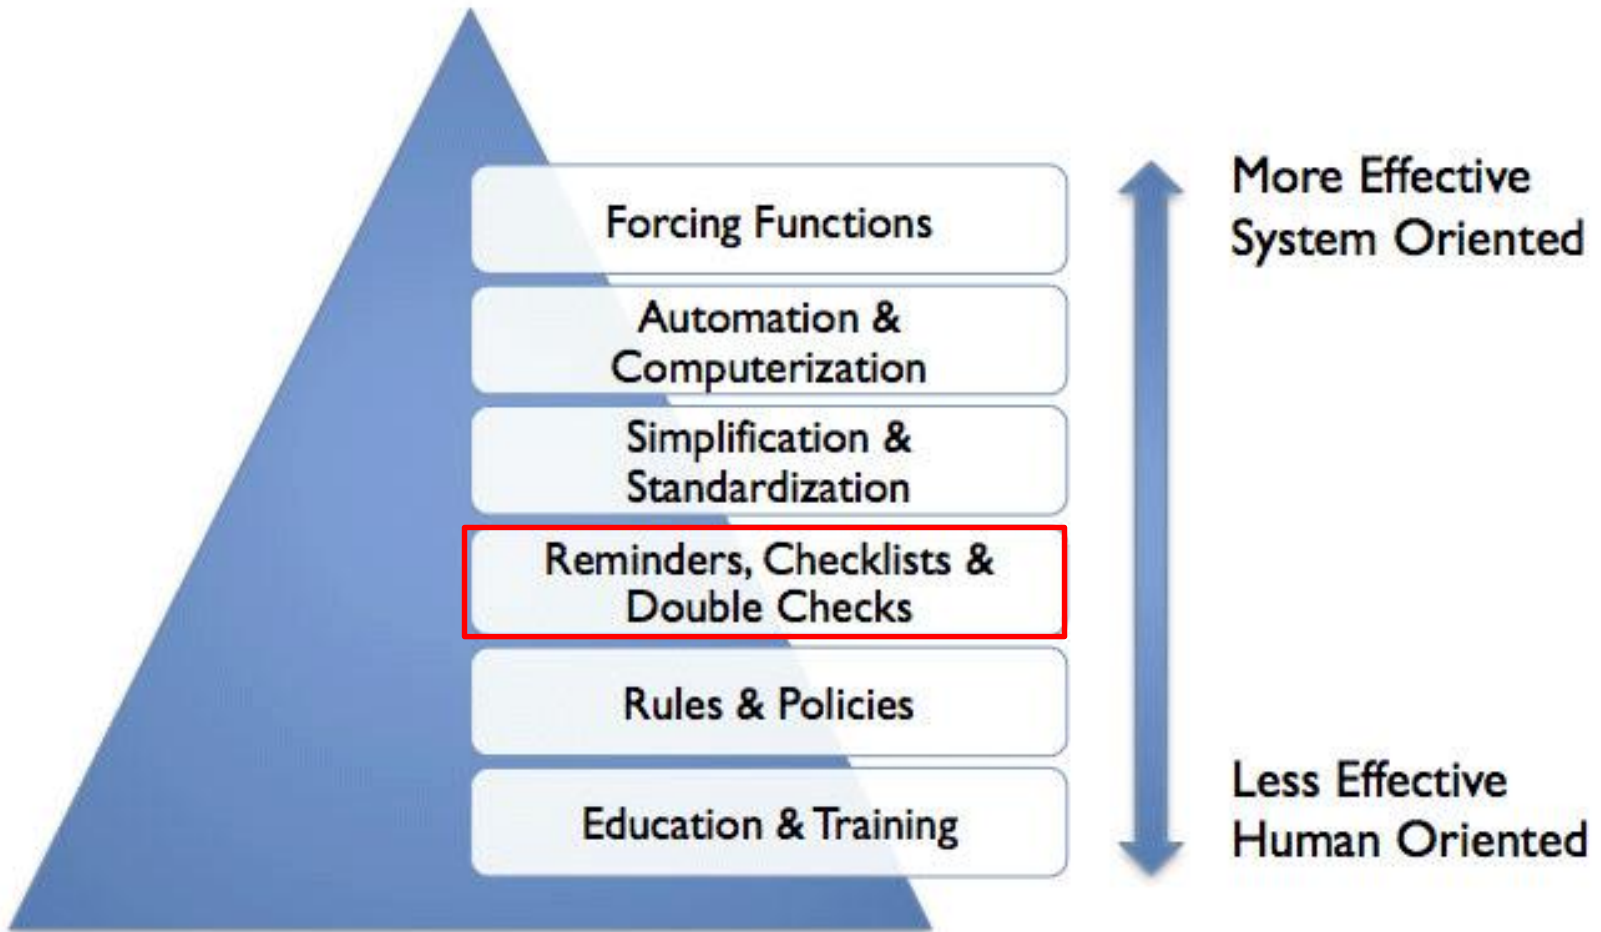 Forcing Functions
Automation &
Computerization
Simplification &
Standardization
Reminders, Checklists &
Double Checks
Rules & Policies
Education & Training
More Effective
System Oriented
Less Effective
Human Oriented